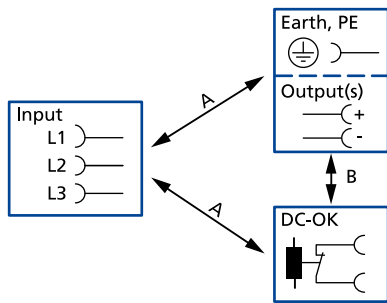 Earth, PE
Output(s)
+
-
A
Input
L1
L2
L3
B
A
DC-OK